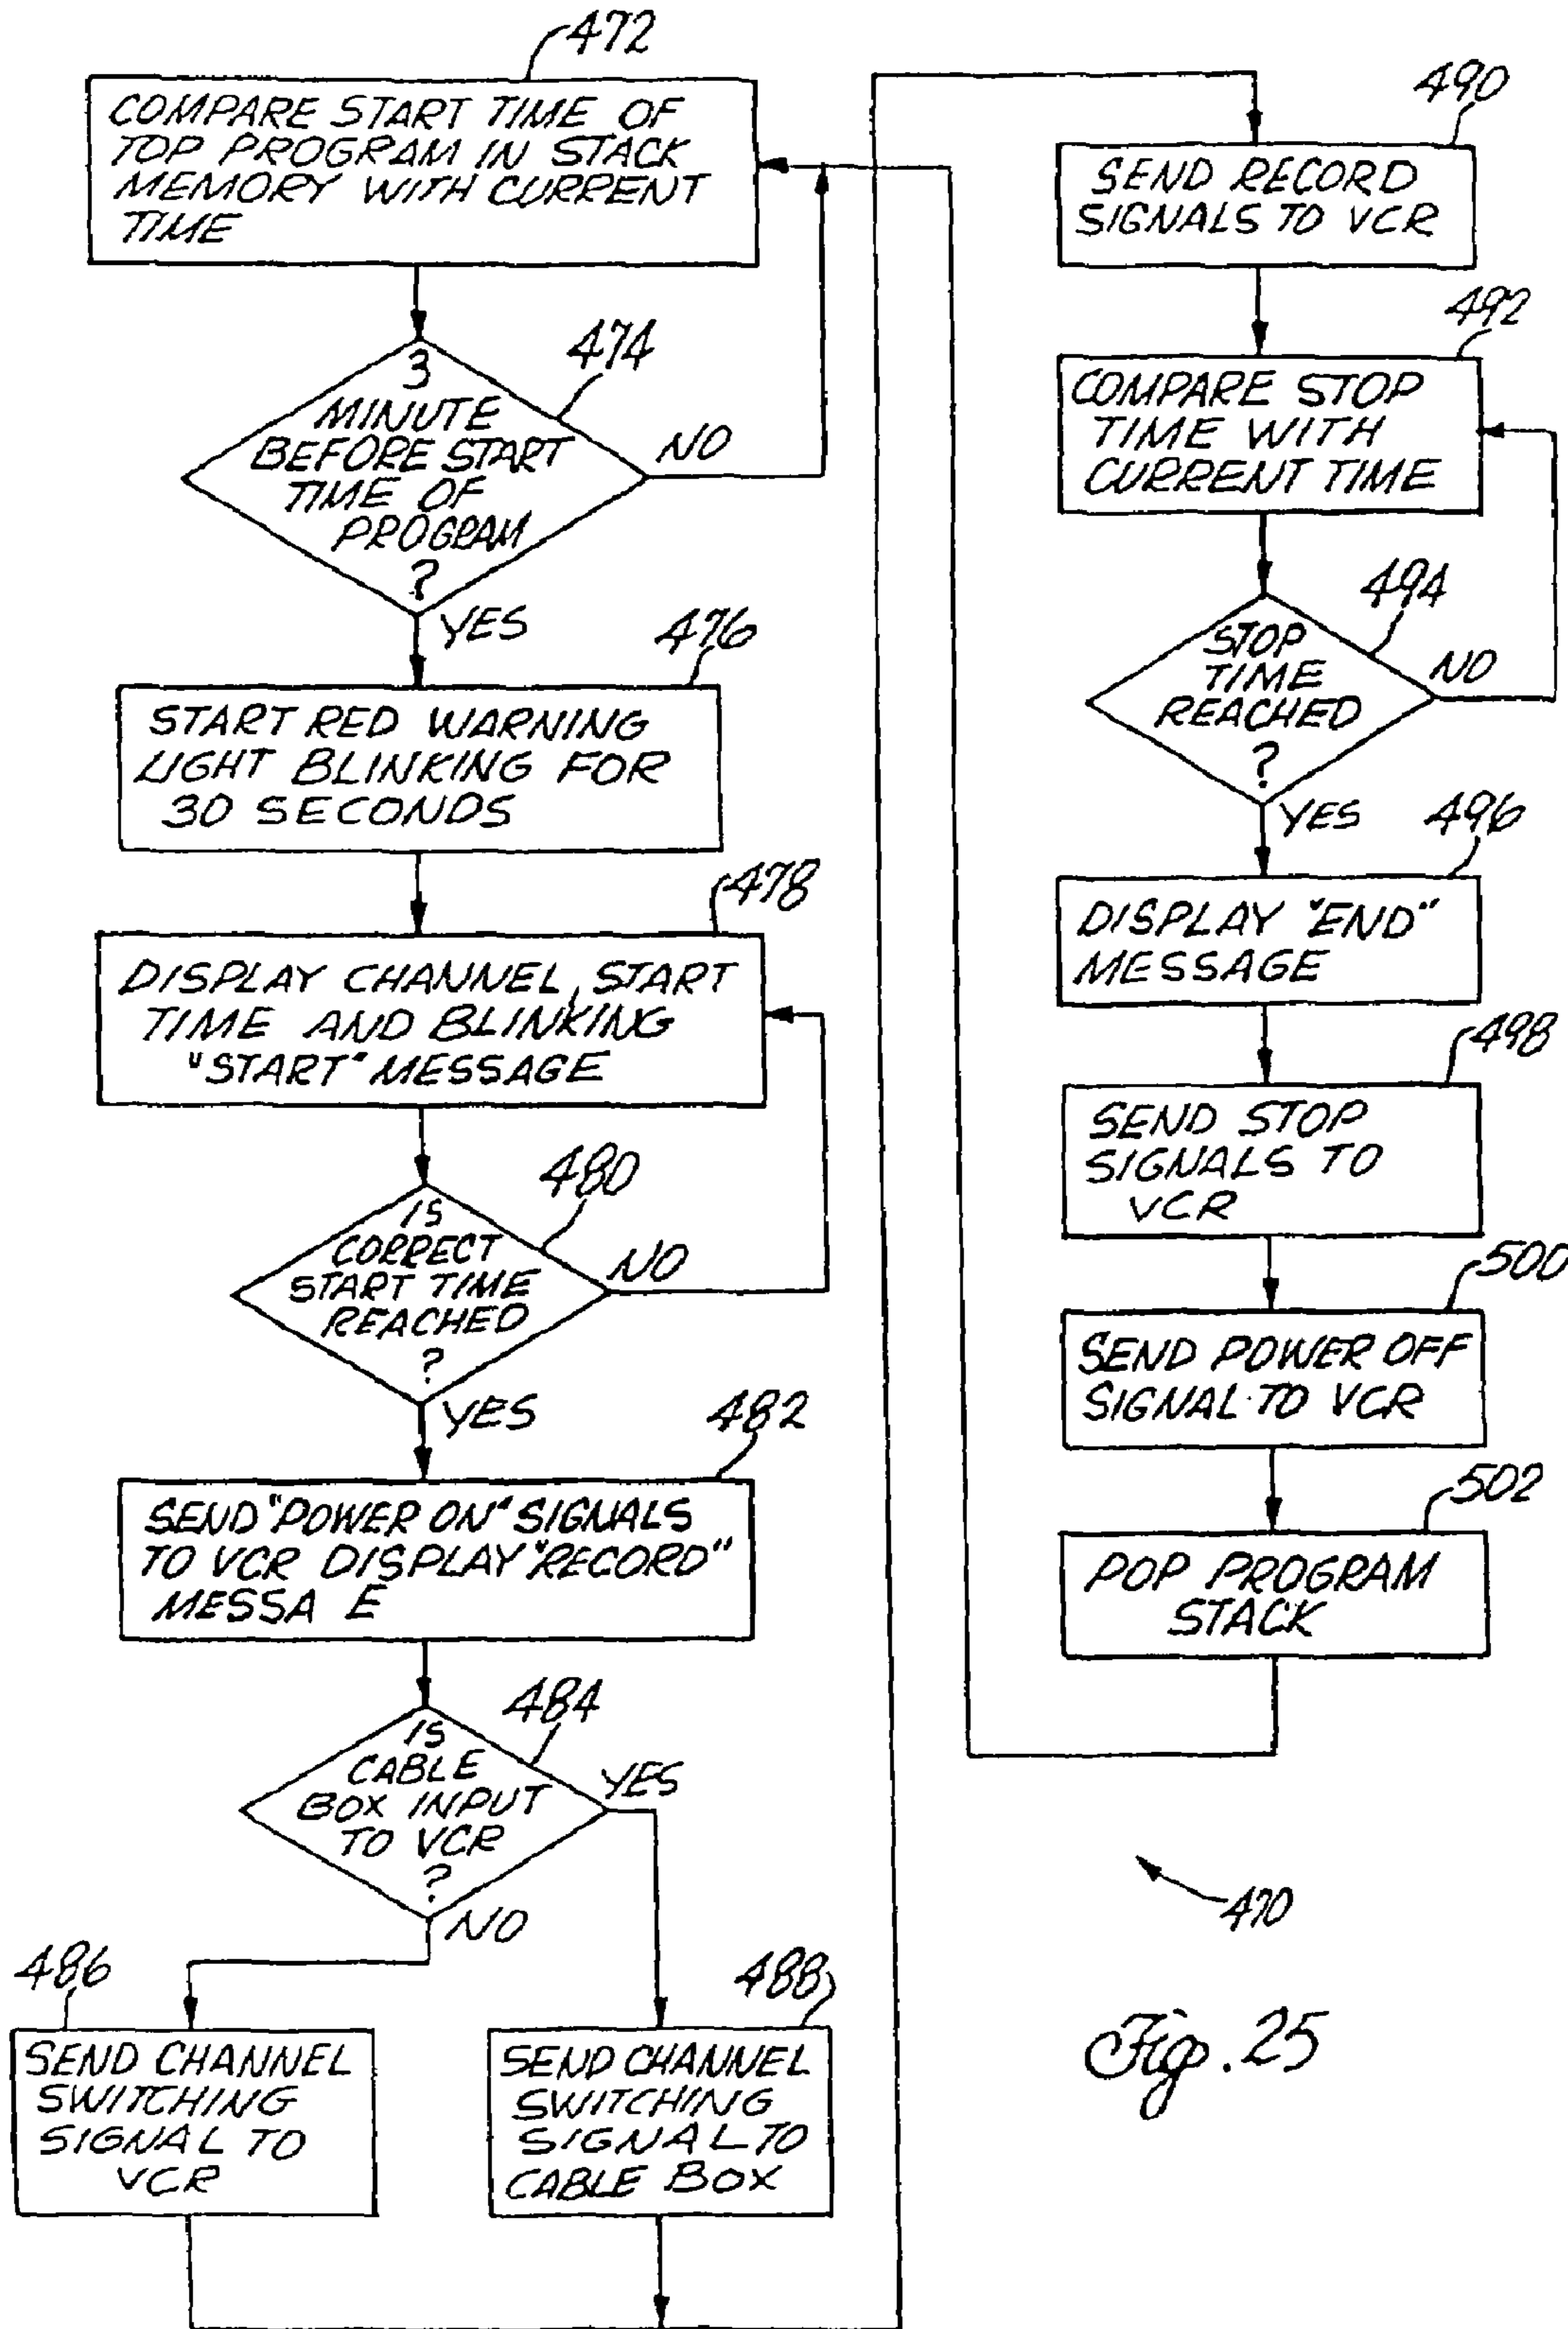 472
COMPARE START TIME OF
TOP PROGRAM IN STACK
MEMORY WITH CURRENT
TIME
474
3
MINUTE
BEFORE START
TIME OF
PROGRAM
?
NO
YES
476
START RED WARNING
LIGHT BLINKING FOR
30 SECONDS
478
DISPLAY CHANNEL, START
TIME AND BLINKING
"START" MESSAGE
480
IS
CORRECT
START TIME
REACHED
?
NO
YES
482
SEND "POWER ON" SIGNALS
TO VCR DISPLAY "RECORD"
MESSA E
484
IS
CABLE
BOX INPUT
TO VCR
?
YES
NO
486
SEND CHANNEL
SWITCHING
SIGNAL TO
VCR
488
SEND CHANNEL
SWITCHING
SIGNAL TO
CABLE BOX
490
SEND RECORD
SIGNALS TO VCR
492
COMPARE STOP
TIME WITH
CURRENT TIME
494
STOP
TIME
REACHED
?
NO
YES
496
DISPLAY "END"
MESSAGE
498
SEND STOP
SIGNALS TO
VCR
500
SEND POWER OFF
SIGNAL TO VCR
502
POP PROGRAM
STACK
470
Fig. 25